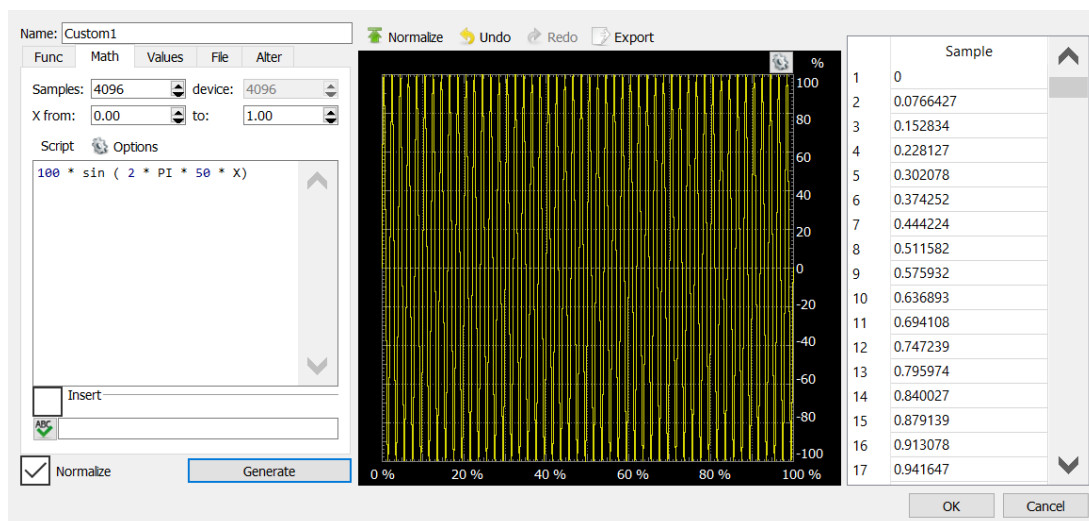 Name: Custom1
Func Math Values File Alter
Samples: 4096 device: 4096
X from: 0.00 to: 1.00
Script Options
100 * sin ( 2 * PI * 50 * X)
Insert
ABC
Normalize Generate
Normalize Undo Redo Export
%
100
80
60
40
20
0
-20
-40
-60
-80
-100
0 % 20 % 40 % 60 % 80 % 100 %
Sample
1 0
2 0.0766427
3 0.152834
4 0.228127
5 0.302078
6 0.374252
7 0.444224
8 0.511582
9 0.575932
10 0.636893
11 0.694108
12 0.747239
13 0.795974
14 0.840027
15 0.879139
16 0.913078
17 0.941647
OK Cancel